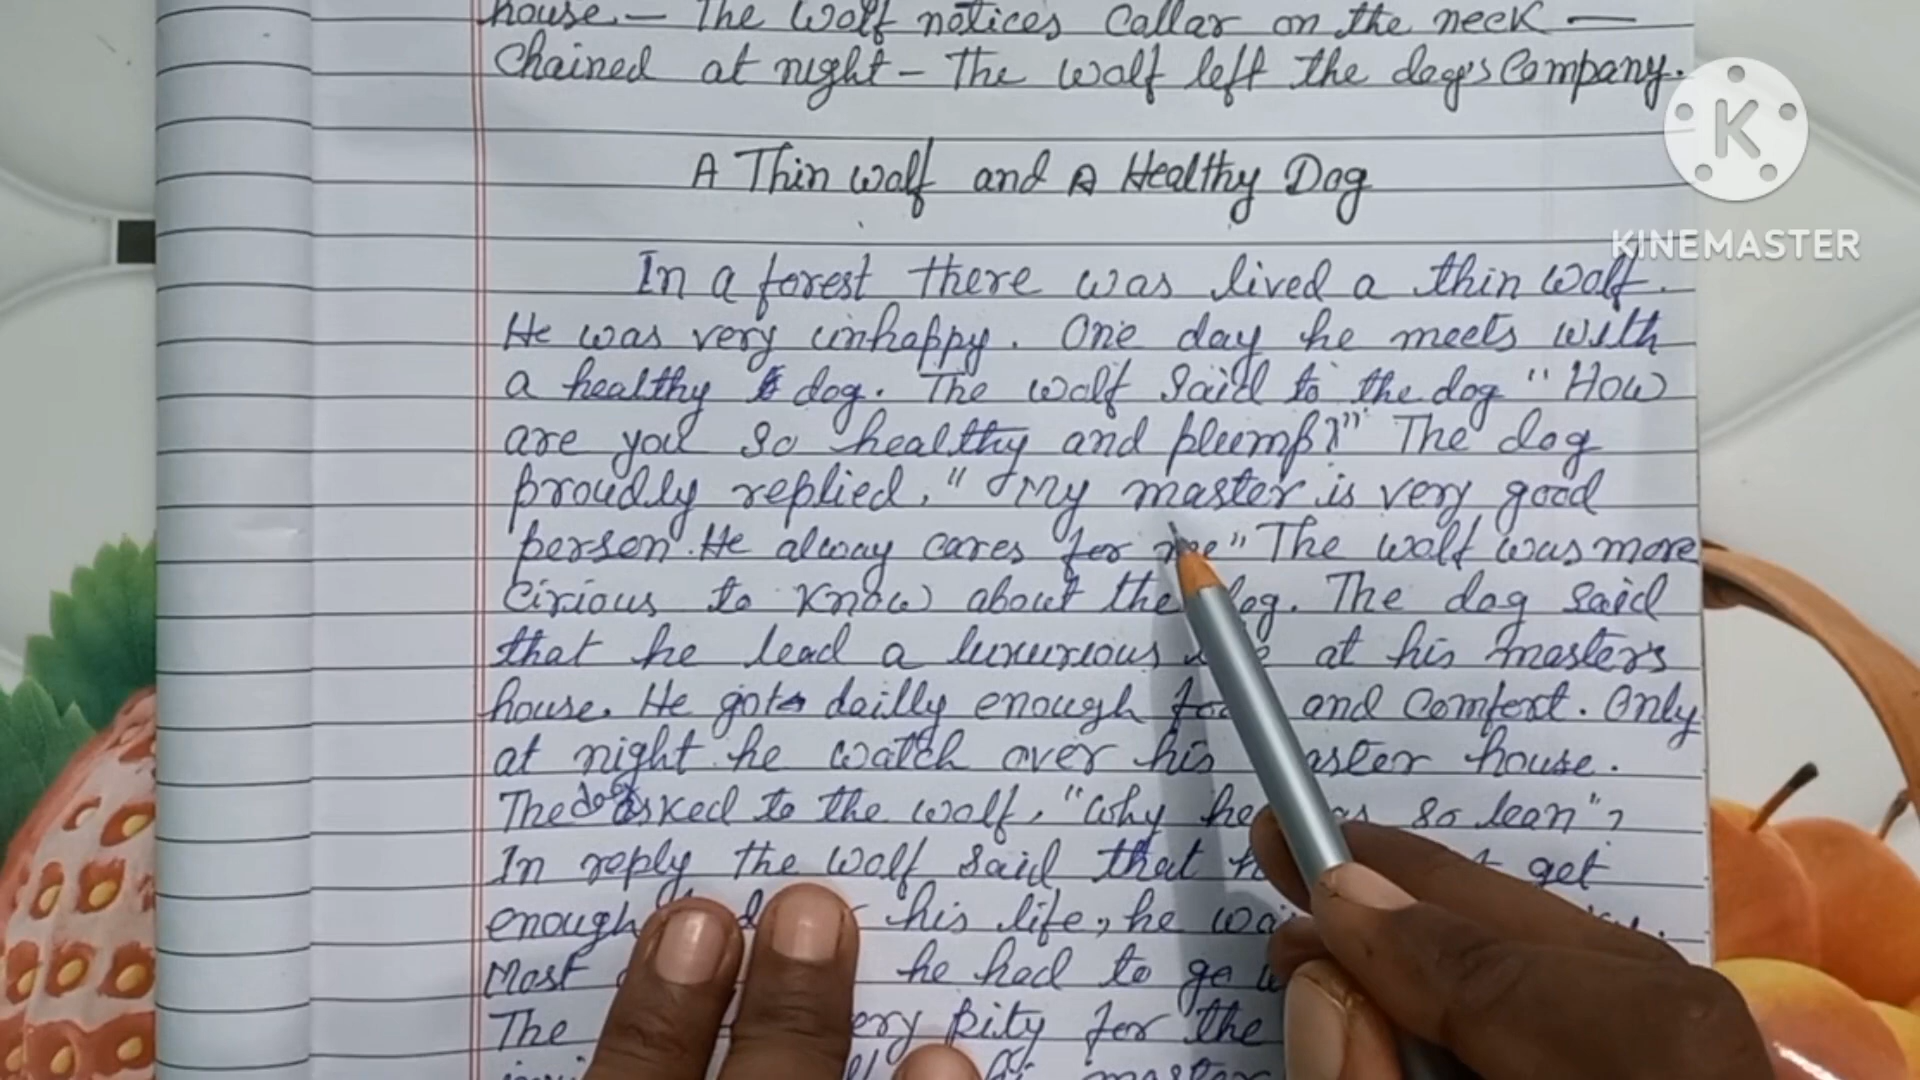 house. — The wolf notices Callar on the neck —
Chained at night - The wolf left the dog's Company.
K
KINEMASTER
A Thin wolf and A Healthy Dog
In a forest there was lived a thin wolf.
He was very unhappy. One day he meets with
a healthy dog. The wolf said to the dog "How
are you so healthy and plump?" The dog
proudly replied, "My master is very good
person. He alway cares for me" The wolf was more
Cirious to know about the dog. The dog said
that he lead a luxurious at his master's
house. He got daily enough and comfort. Only
at night he watch over his house.
The dog asked to the wolf, "Why he so lean"?
In reply the wolf said that get
enough his life, he
Most he had to go
The pity for the
master